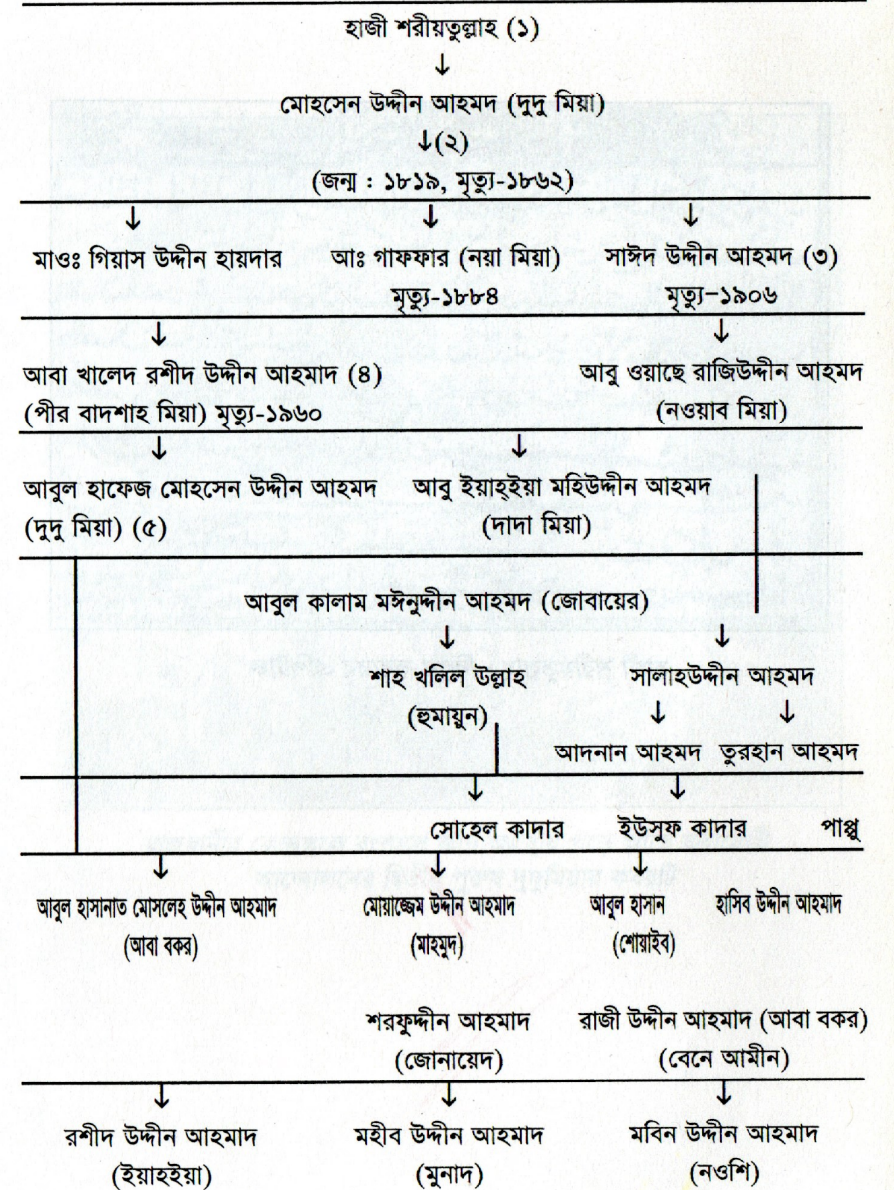 হাজী শরীয়তুল্লাহ (১)
↓
মোহসেন উদ্দীন আহমদ (দুদু মিয়া)
↓(২)
(জন্ম : ১৮১৯, মৃত্যু-১৮৬২)
↓ ↓ ↓
মাওঃ গিয়াস উদ্দীন হায়দার আঃ গাফফার (নয়া মিয়া) সাঈদ উদ্দীন আহমদ (৩)
মৃত্যু-১৮৮৪ মৃত্যু–১৯০৬
↓ ↓
আবা খালেদ রশীদ উদ্দীন আহমাদ (৪) আবু ওয়াছে রাজিউদ্দীন আহমদ
(পীর বাদশাহ মিয়া) মৃত্যু-১৯৬০ (নওয়াব মিয়া)
↓ ↓
আবুল হাফেজ মোহসেন উদ্দীন আহমদ আবু ইয়াহ্ইয়া মহিউদ্দীন আহমদ
(দুদু মিয়া) (৫) (দাদা মিয়া)
আবুল কালাম মঈনুদ্দীন আহমদ (জোবায়ের)
↓ ↓
শাহ খলিল উল্লাহ সালাহউদ্দীন আহমদ
(হুমায়ুন) ↓ ↓
আদনান আহমদ তুরহান আহমদ
↓ ↓
সোহেল কাদার ইউসুফ কাদার পাপ্পু
↓ ↓ ↓
আবুল হাসানাত মোসলেহ উদ্দীন আহমাদ মোয়াজ্জেম উদ্দীন আহমাদ আবুল হাসান হাসিব উদ্দীন আহমাদ
(আবা বকর) (মাহমুদ) (শোয়াইব)
শরফুদ্দীন আহমাদ রাজী উদ্দীন আহমাদ (আবা বকর)
(জোনায়েদ) (বেনে আমীন)
↓ ↓ ↓
রশীদ উদ্দীন আহমাদ মহীব উদ্দীন আহমাদ মবিন উদ্দীন আহমাদ
(ইয়াহইয়া) (মুনাদ) (নওশি)